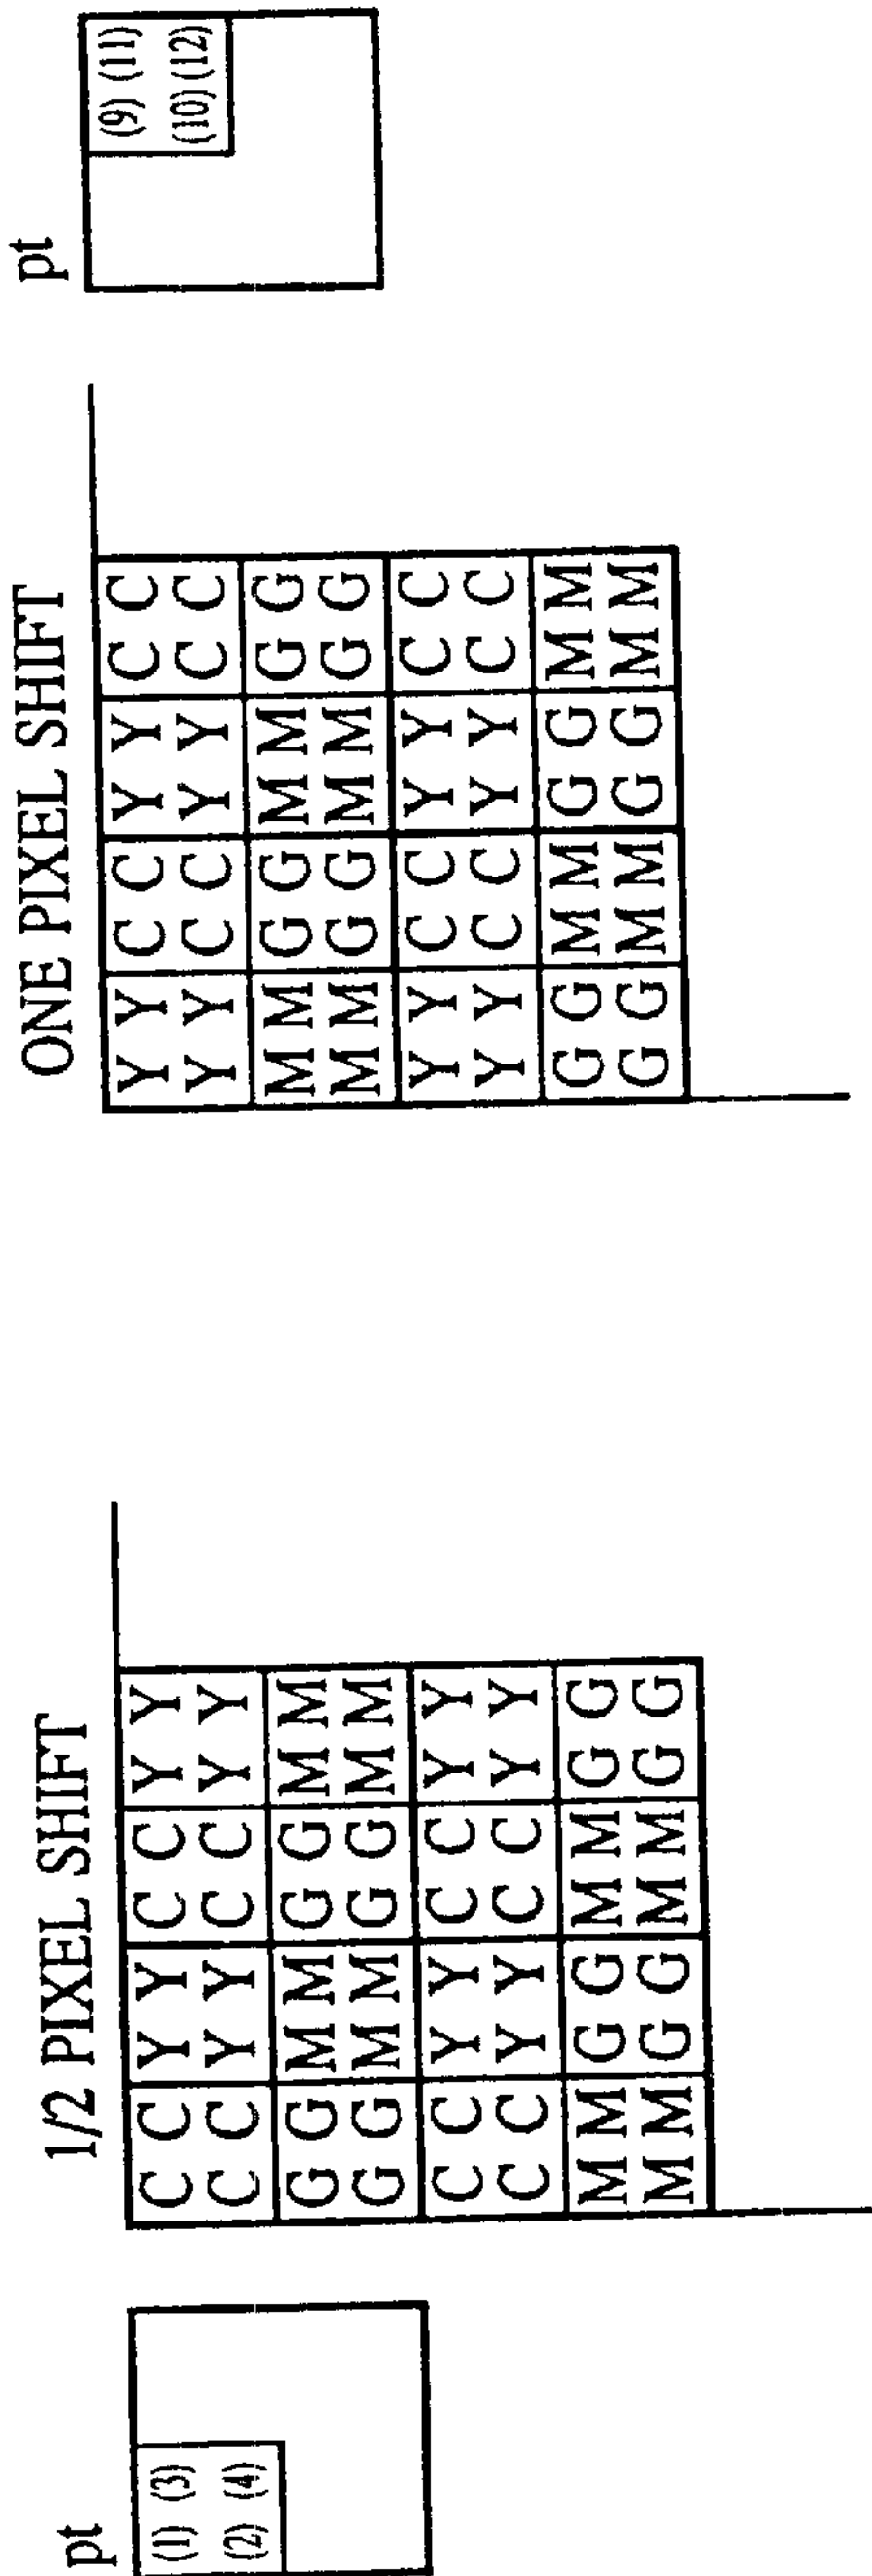 pt
(1) (3)
(2) (4)
1/2 PIXEL SHIFT
C C Y Y C C Y Y
C C Y Y C C Y Y
G G M M G G M M
G G M M G G M M
C C Y Y C C Y Y
C C Y Y C C Y Y
M M G G M M G G
M M G G M M G G
ONE PIXEL SHIFT
Y Y C C Y Y C C
Y Y C C Y Y C C
M M G G M M G G
M M G G M M G G
Y Y C C Y Y C C
Y Y C C Y Y C C
G G M M G G M M
G G M M G G M M
pt
(9) (11)
(10) (12)